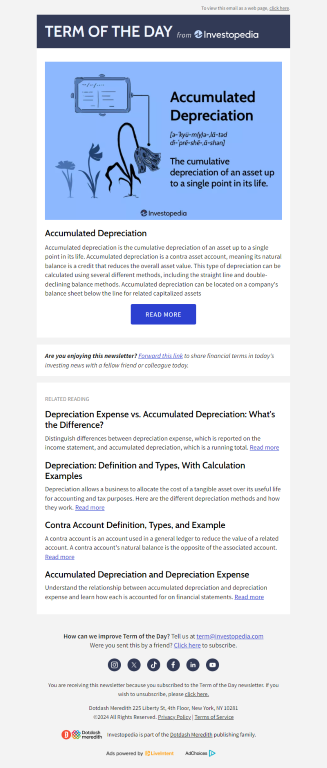 To view this email as a web page, click here
TERM OF THE DAY from Investopedia
Accumulated
Depreciation
The cumulative
depreciation of an asset up
to a single point in its life.
Investopedia
Accumulated Depreciation
Accumulated depreciation is the cumulative depreciation of an asset up to a single
point in its life. Accumulated depreciation is a contra asset account, meaning its natural
balance is a credit that reduces the overall asset value. This type of depreciation can be
calculated using several different methods, including the straight line and double-
declining balance methods. Accumulated depreciation can be located on a company's
balance sheet below the line for related capitalized assets
READ MORE
Are you enjoying this newsletter? Forward this link to share financial terms in today's
investing news with a fellow friend or colleague today.
RELATED READING
Depreciation Expense vs. Accumulated Depreciation: What's
the Difference?
Distinguish differences between depreciation expense, which is reported on the
income statement, and accumulated depreciation, which is a running total. Read more
Depreciation: Definition and Types, With Calculation
Examples
Depreciation allows a business to allocate the cost of a tangible asset over its useful life
for accounting and tax purposes. Here are the different depreciation methods and how
they work. Read more
Contra Account Definition, Types, and Example
A contra account is an account used in a general ledger to reduce the value of a related
account. A contra account's natural balance is the opposite of the associated account.
Read more
Accumulated Depreciation and Depreciation Expense
Understand the relationship between accumulated depreciation and depreciation
expense and learn how each is accounted for on financial statements. Read more
How can we improve Term of the Day? Tell us at term@investopedia.com
Were you sent this by a friend? Click here to subscribe.
You are receiving this newsletter because you subscribed to the Term of the Day newsletter. If you
wish to unsubscribe, please click here.
Dotdash Meredith 225 Liberty St, 4th Floor, New York, NY 10281
©2024 All Rights Reserved. Privacy Policy | Terms of Service
Dotdash
meredith
Investopedia is part of the Dotdash Meredith publishing family.
Ads powered by LiveIntent AdChoices